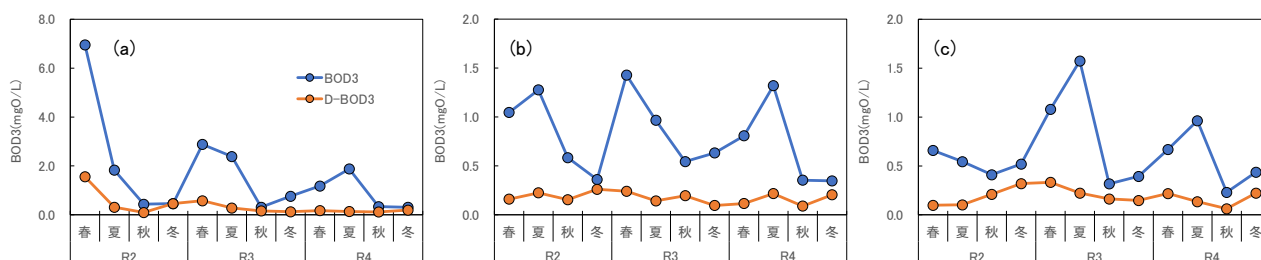 8.0
6.0
4.0
2.0
0.0
BOD3(mgO/L)
(a)
BOD3
D-BOD3
春 夏 秋 冬 春 夏 秋 冬 春 夏 秋 冬
R2 R3 R4
2.0
1.5
1.0
0.5
0.0
BOD3(mgO/L)
(b)
春 夏 秋 冬 春 夏 秋 冬 春 夏 秋 冬
R2 R3 R4
2.0
1.5
1.0
0.5
0.0
BOD3(mgO/L)
(c)
春 夏 秋 冬 春 夏 秋 冬 春 夏 秋 冬
R2 R3 R4